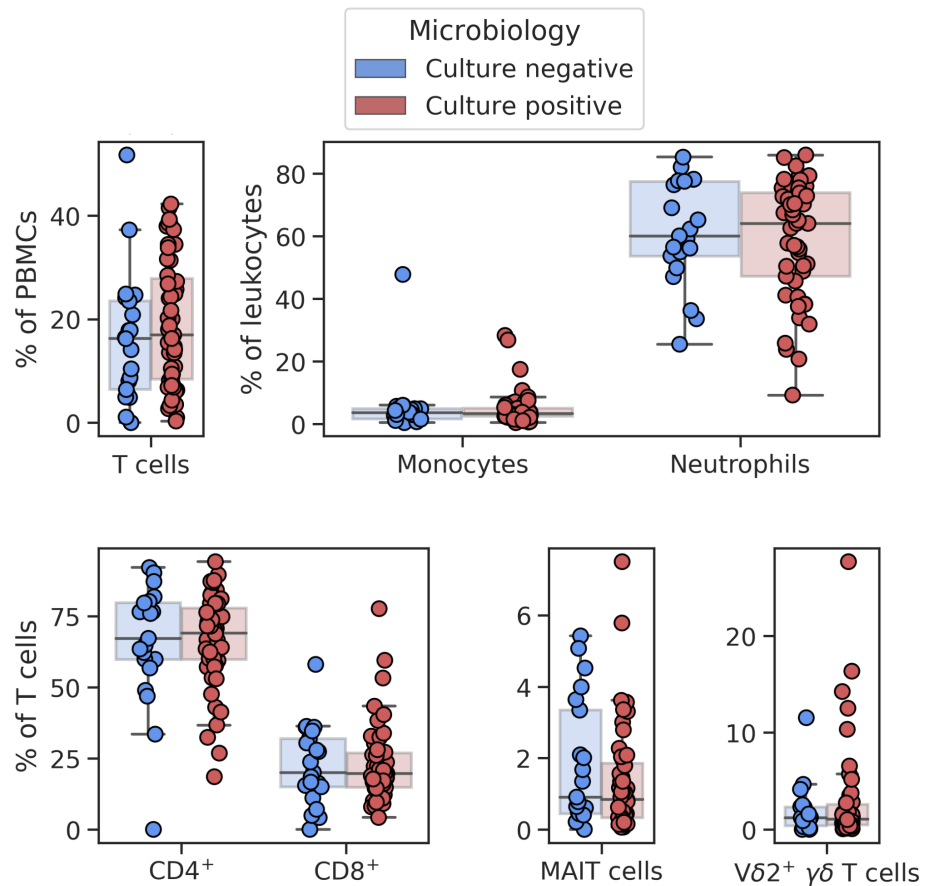 Microbiology
Culture negative
Culture positive
% of PBMCs
40
20
0
T cells
% of leukocytes
80
60
40
20
0
Monocytes
Neutrophils
% of T cells
75
50
25
0
CD4⁺
CD8⁺
6
4
2
0
MAIT cells
20
10
0
Vδ2⁺ γδ T cells